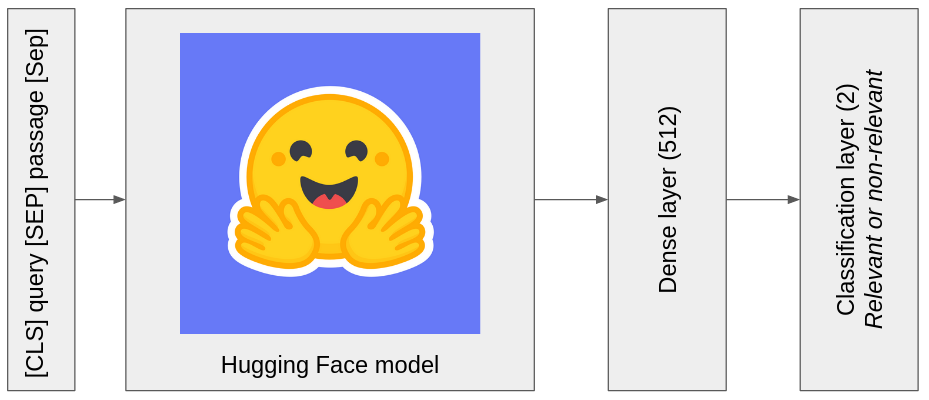 [CLS] query [SEP] passage [Sep]
Hugging Face model
Dense layer (512)
Classification layer (2)
Relevant or non-relevant